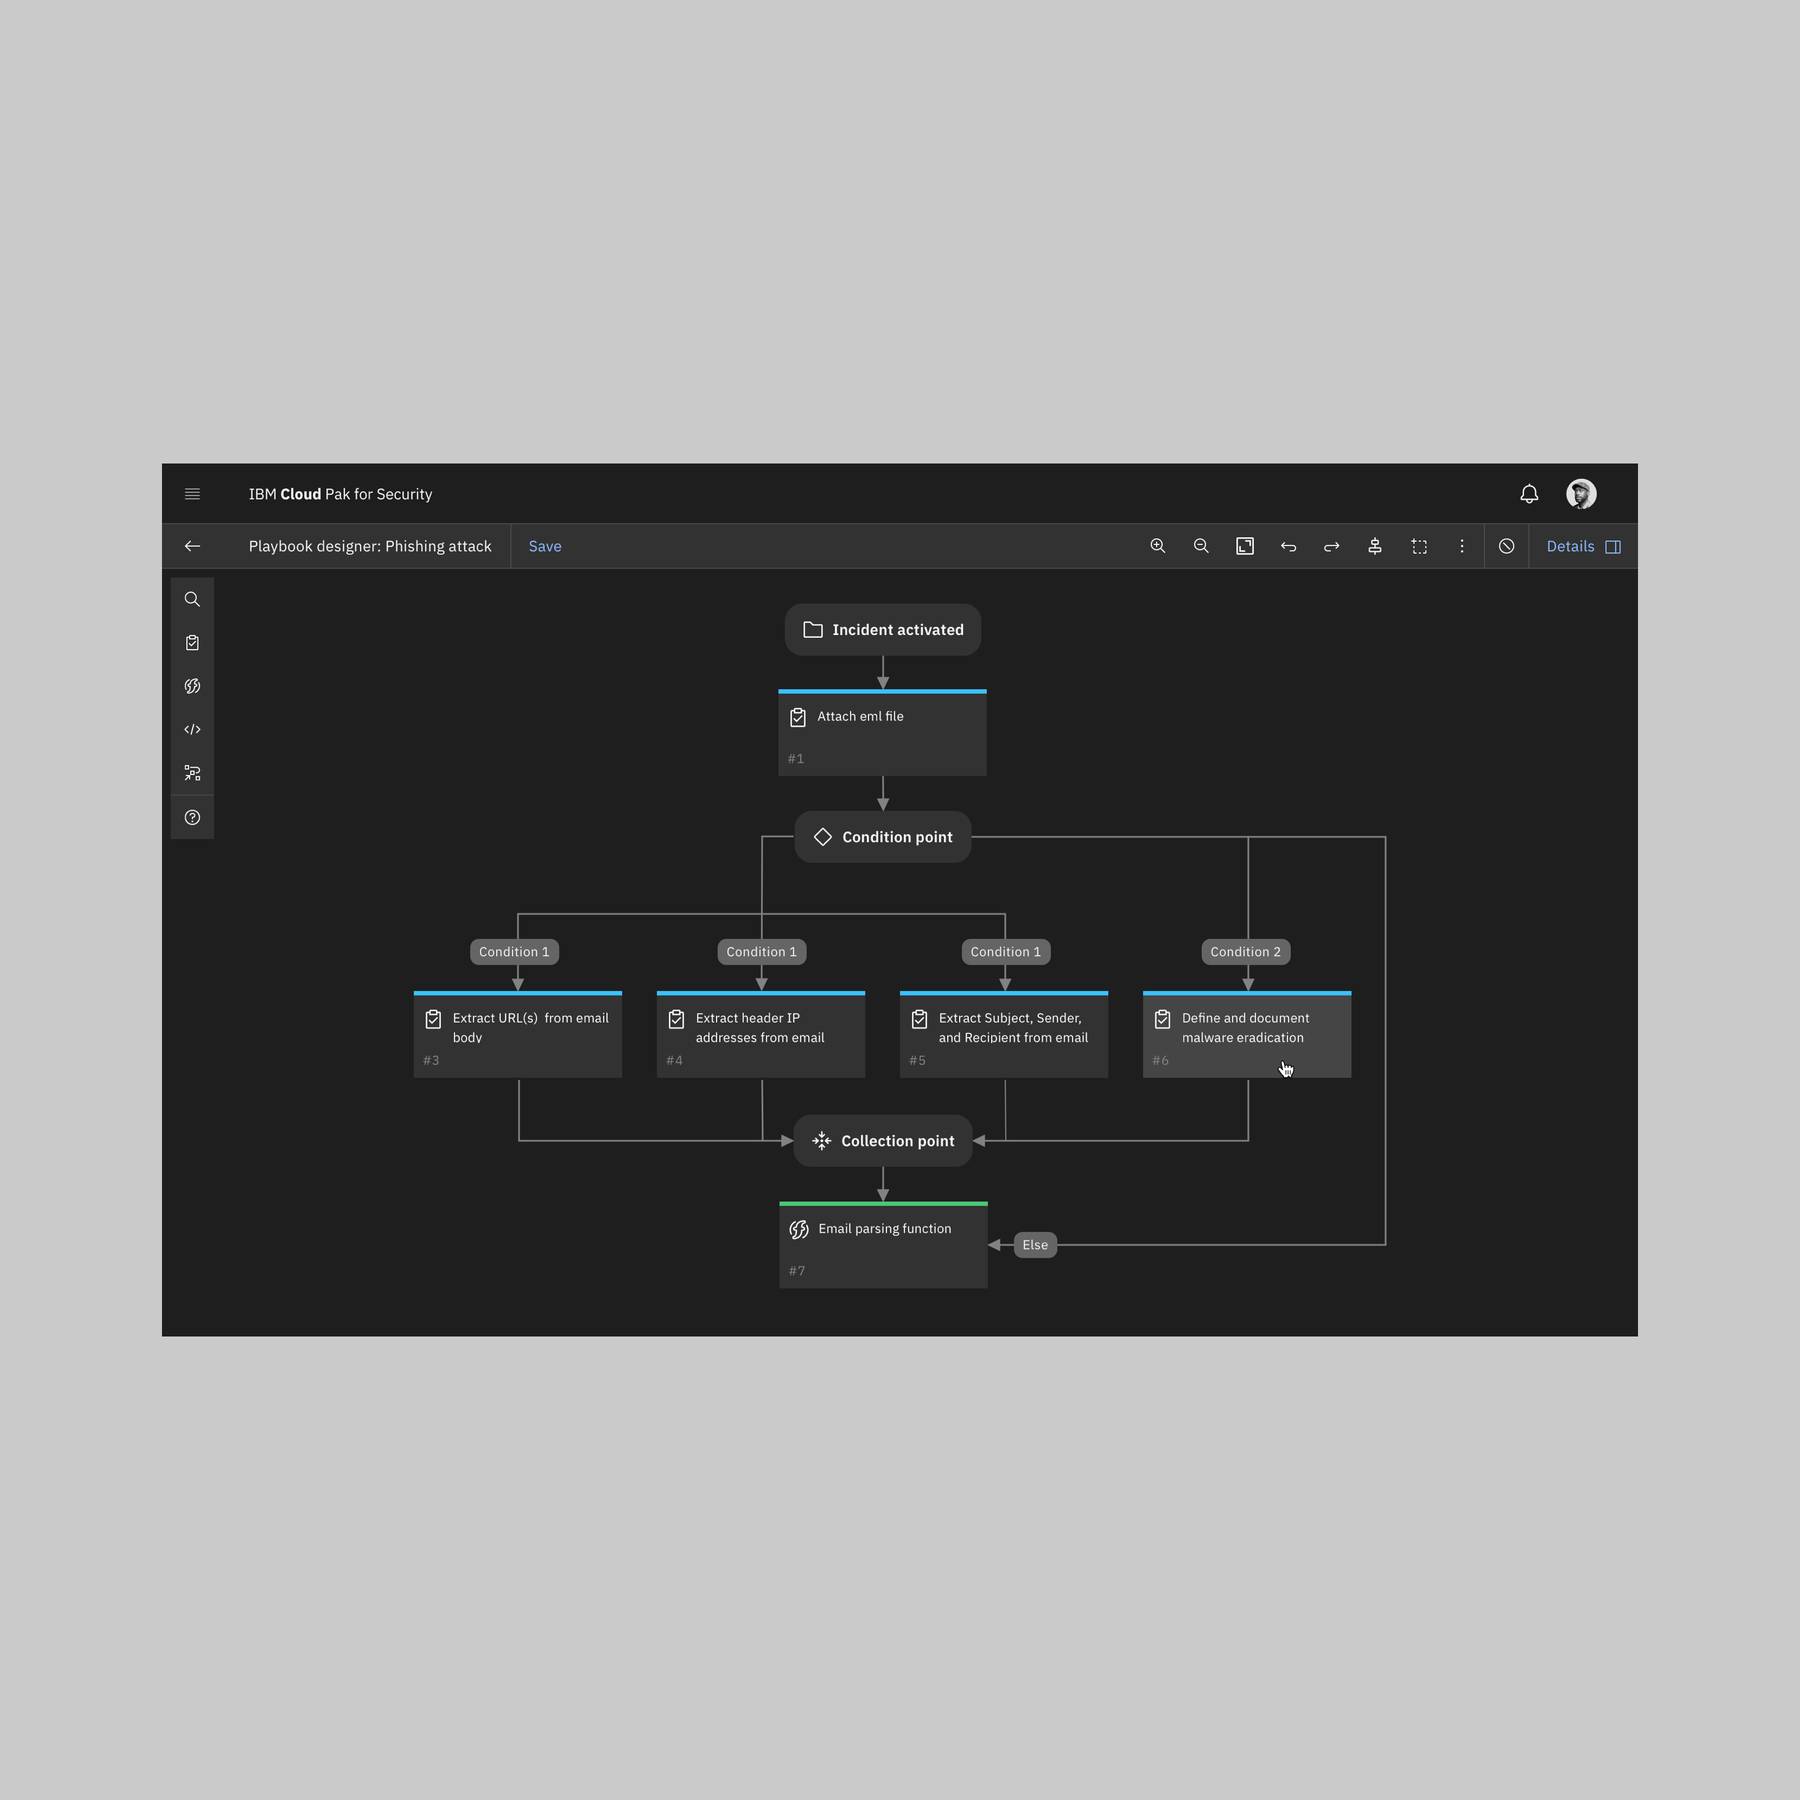 IBM Cloud Pak for Security
Playbook designer: Phishing attack
Save
Details
Incident activated
Attach eml file
#1
Condition point
Condition 1
Condition 1
Condition 1
Condition 2
Extract URL(s) from email
body
#3
Extract header IP
addresses from email
#4
Extract Subject, Sender,
and Recipient from email
#5
Define and document
malware eradication
#6
Collection point
Email parsing function
#7
Else